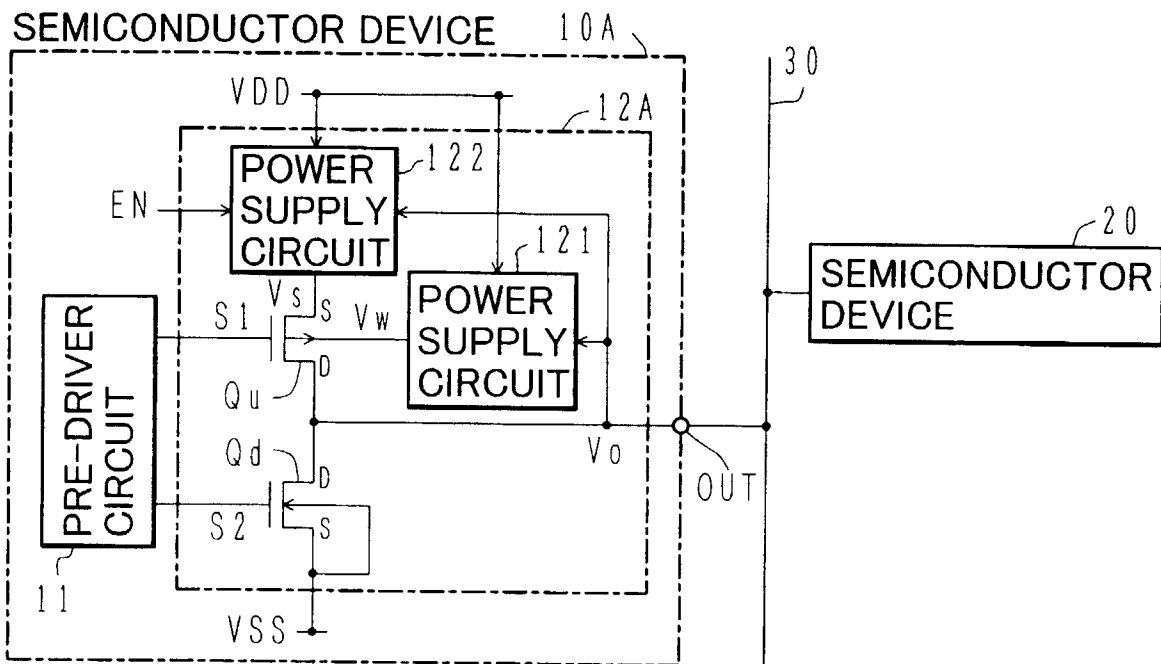 SEMICONDUCTOR DEVICE
10A
30
VDD
12A
POWER
SUPPLY
CIRCUIT
122
EN
121
20
POWER
SUPPLY
CIRCUIT
SEMICONDUCTOR
DEVICE
Vs
S
S1
Vw
D
Qu
PRE-DRIVER
CIRCUIT
Qd
D
Vo
OUT
S2
S
11
VSS